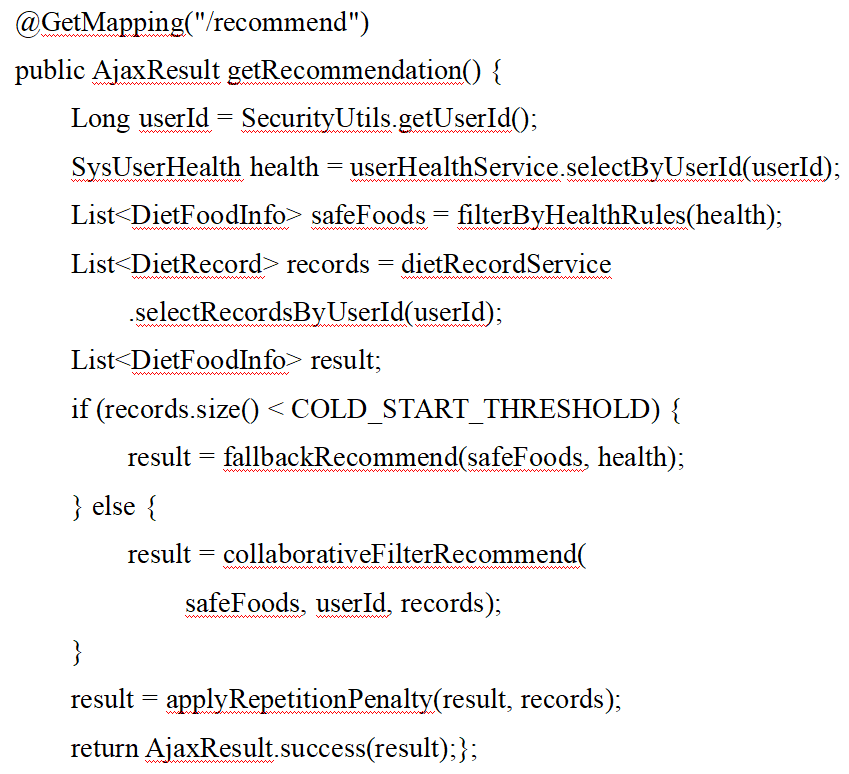 @GetMapping("/recommend")
public AjaxResult getRecommendation() {
Long userId = SecurityUtils.getUserId();
SysUserHealth health = userHealthService.selectByUserId(userId);
List<DietFoodInfo> safeFoods = filterByHealthRules(health);
List<DietRecord> records = dietRecordService
.selectRecordsByUserId(userId);
List<DietFoodInfo> result;
if (records.size() < COLD_START_THRESHOLD) {
result = fallbackRecommend(safeFoods, health);
} else {
result = collaborativeFilterRecommend(
safeFoods, userId, records);
}
result = applyRepetitionPenalty(result, records);
return AjaxResult.success(result);};